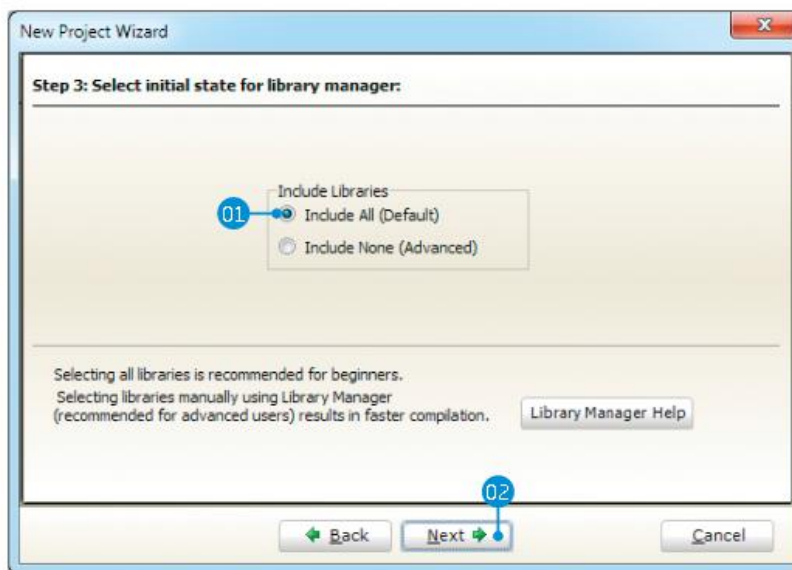 New Project Wizard
Step 3: Select initial state for library manager:
Include Libraries
01
Include All (Default)
Include None (Advanced)
Selecting all libraries is recommended for beginners.
Selecting libraries manually using Library Manager
(recommended for advanced users) results in faster compilation.
Library Manager Help
02
Back
Next
Cancel